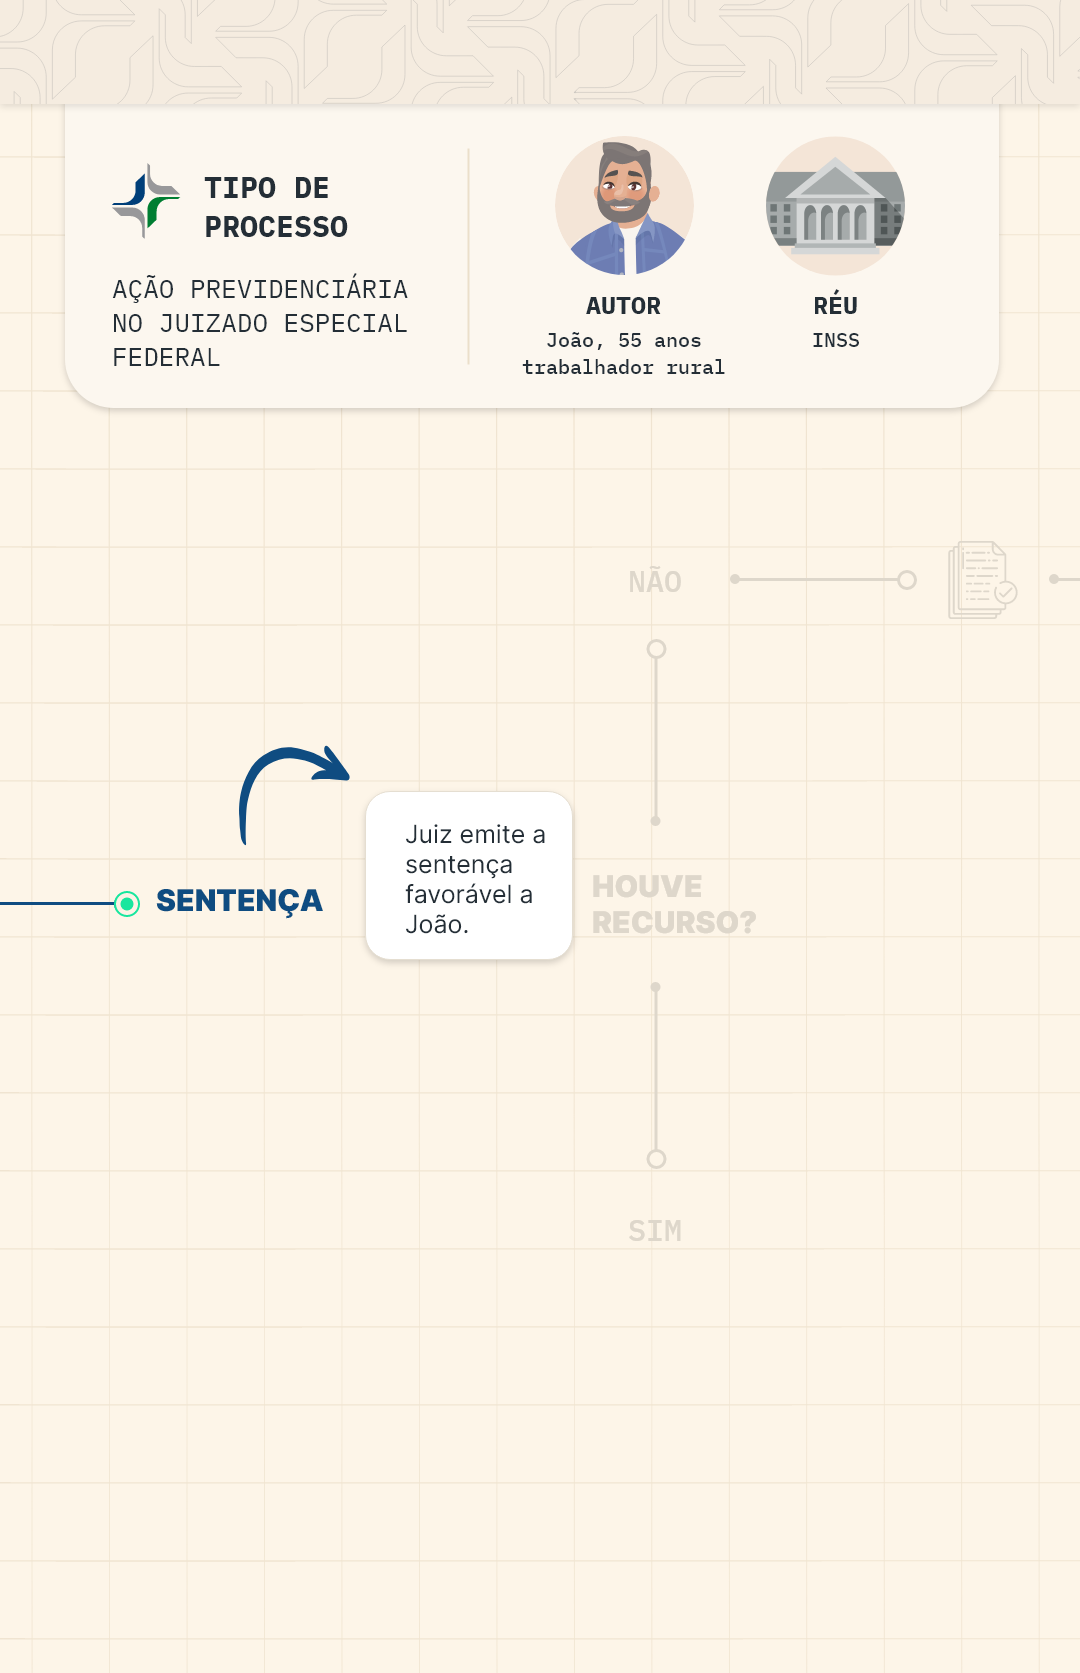 TIPO DE
PROCESSO
AÇÃO PREVIDENCIÁRIA
NO JUIZADO ESPECIAL
FEDERAL
AUTOR
João, 55 anos
trabalhador rural
RÉU
INSS
NÃO
SENTENÇA
Juiz emite a
sentença
favorável a
João.
HOUVE
RECURSO?
SIM